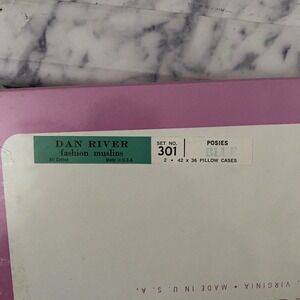 DAN RIVER
fashion muslins
All Cotton Made in U.S.A.
SET NO.
301
POSIES
BLUE
2 • 42 x 36 PILLOW CASES
VIRGINIA • MADE IN U. S. A.